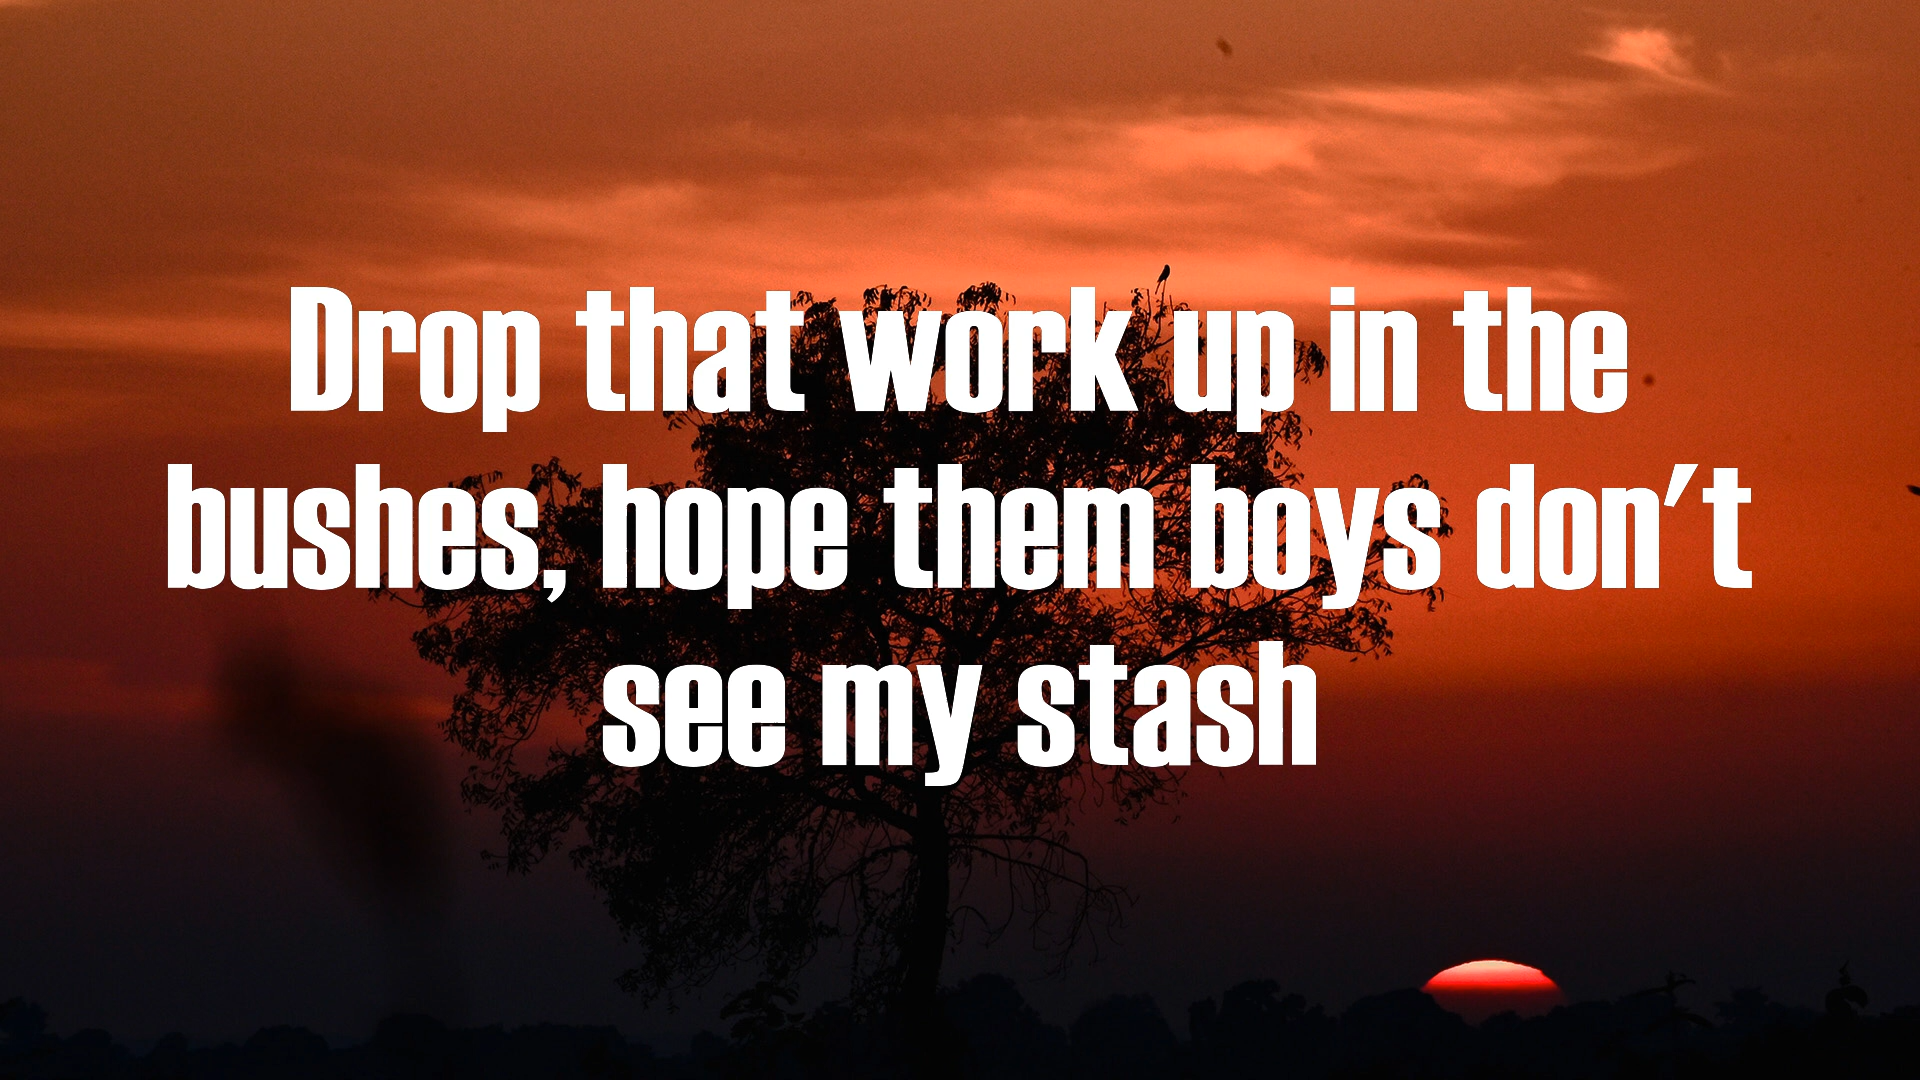 Drop that work up in the
bushes, hope them boys don't
see my stash